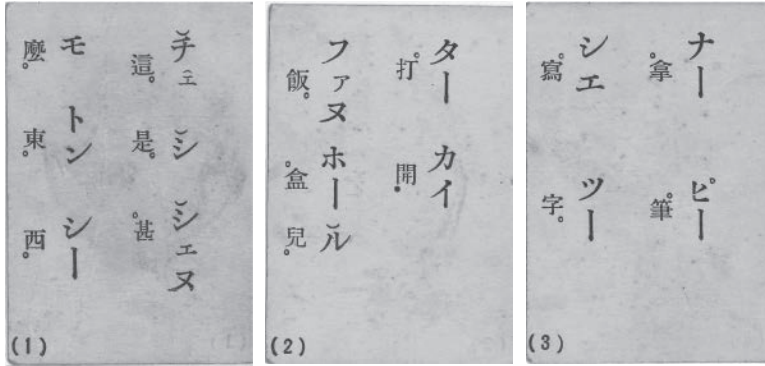 チェ シ シェヌ
這 是 甚
モ トン シー
麼 東 西
(1)
ター カイ
打 開
ファヌ ホール
飯 盒 兒
(2)
ナー ピー
拿 筆
シエ ツー
寫 字
(3)